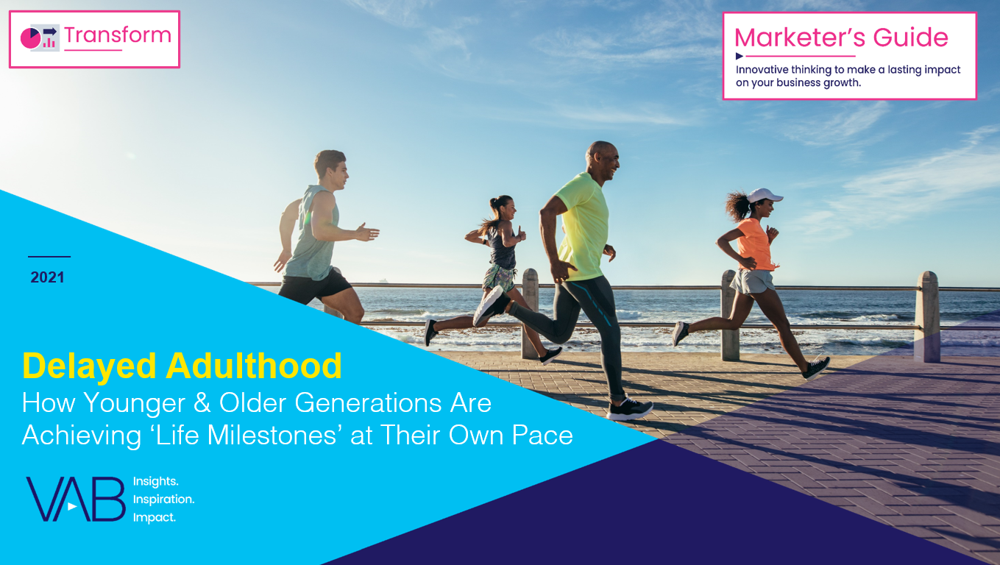 Transform
Marketer’s Guide
Innovative thinking to make a lasting impact
on your business growth.
2021
Delayed Adulthood
How Younger & Older Generations Are
Achieving ‘Life Milestones’ at Their Own Pace
VAB
Insights.
Inspiration.
Impact.